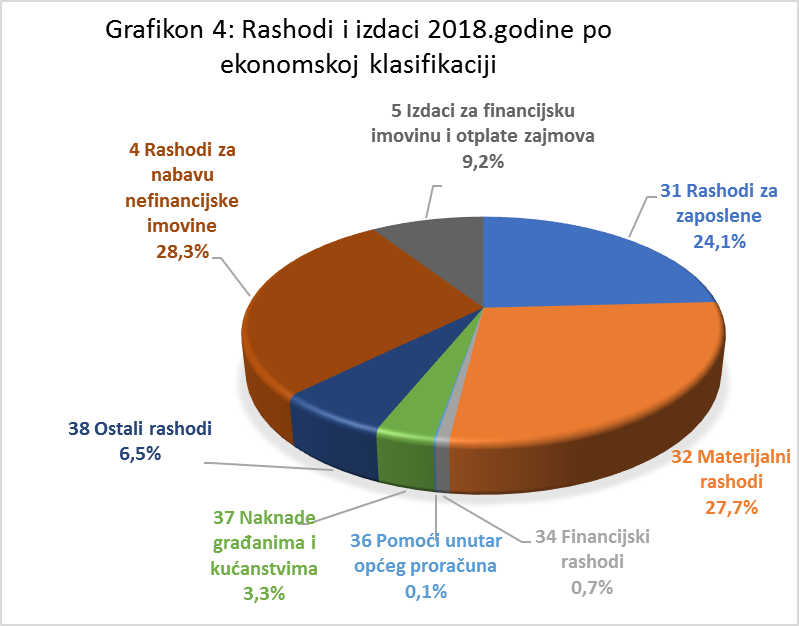 Grafikon 4: Rashodi i izdaci 2018.godine po
ekonomskoj klasifikaciji
5 Izdaci za financijsku
imovinu i otplate zajmova
9,2%
4 Rashodi za
nabavu
nefinancijske
imovine
28,3%
31 Rashodi za
zaposlene
24,1%
38 Ostali rashodi
6,5%
32 Materijalni
rashodi
27,7%
37 Naknade
građanima i
kućanstvima
3,3%
36 Pomoći unutar
općeg proračuna
0,1%
34 Financijski
rashodi
0,7%